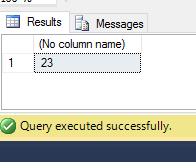 Results Messages
(No column name)
1 23
Query executed successfully.